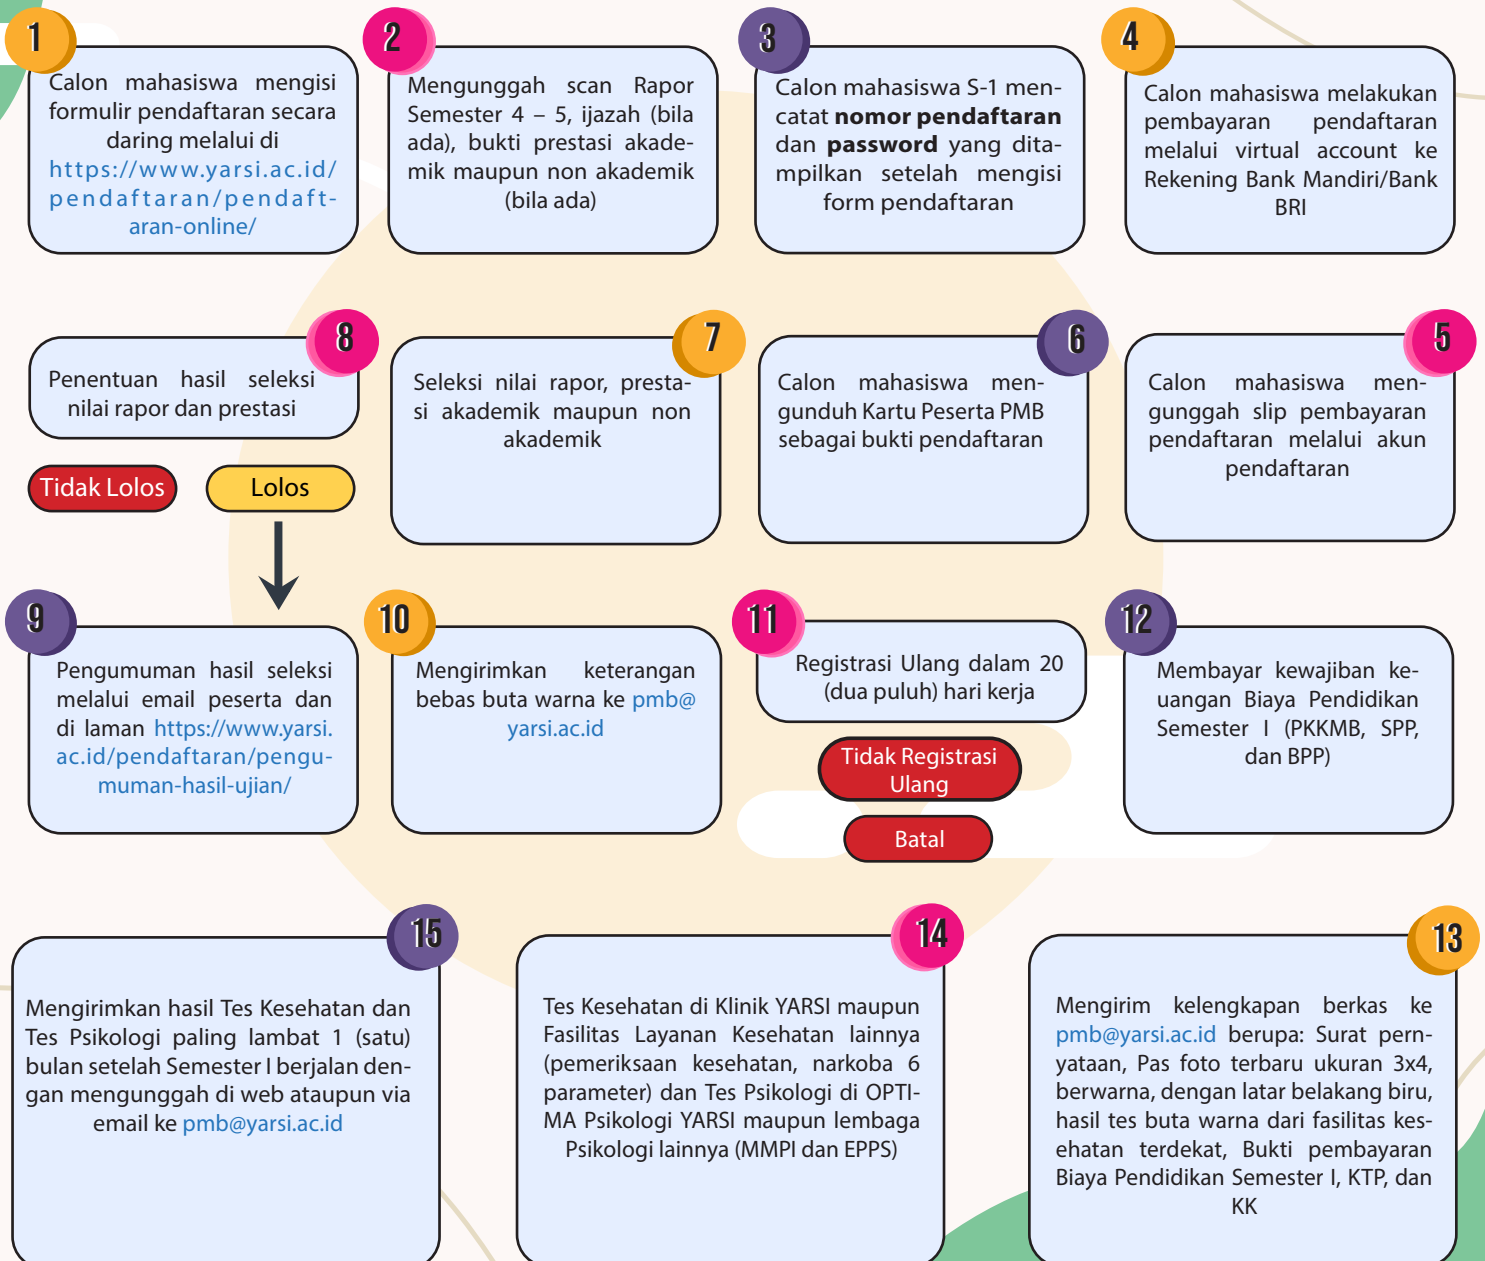 1
Calon mahasiswa mengisi
formulir pendaftaran secara
daring melalui di
https://www.yarsi.ac.id/
pendaftaran/pendaft-
aran-online/
2
Mengunggah scan Rapor
Semester 4 – 5, ijazah (bila
ada), bukti prestasi akade-
mik maupun non akademik
(bila ada)
3
Calon mahasiswa S-1 men-
catat nomor pendaftaran
dan password yang dita-
mpilkan setelah mengisi
form pendaftaran
4
Calon mahasiswa melakukan
pembayaran pendaftaran
melalui virtual account ke
Rekening Bank Mandiri/Bank
BRI
5
Calon mahasiswa men-
gunggah slip pembayaran
pendaftaran melalui akun
pendaftaran
6
Calon mahasiswa men-
gunduh Kartu Peserta PMB
sebagai bukti pendaftaran
7
Seleksi nilai rapor, presta-
si akademik maupun non
akademik
8
Penentuan hasil seleksi
nilai rapor dan prestasi
Tidak Lolos
Lolos
9
Pengumuman hasil seleksi
melalui email peserta dan
di laman https://www.yarsi.
ac.id/pendaftaran/pengu-
muman-hasil-ujian/
10
Mengirimkan keterangan
bebas buta warna ke pmb@
yarsi.ac.id
11
Registrasi Ulang dalam 20
(dua puluh) hari kerja
Tidak Registrasi
Ulang
Batal
12
Membayar kewajiban ke-
uangan Biaya Pendidikan
Semester I (PKKMB, SPP,
dan BPP)
13
Mengirim kelengkapan berkas ke
pmb@yarsi.ac.id berupa: Surat pern-
yataan, Pas foto terbaru ukuran 3x4,
berwarna, dengan latar belakang biru,
hasil tes buta warna dari fasilitas kes-
ehatan terdekat, Bukti pembayaran
Biaya Pendidikan Semester I, KTP, dan
KK
14
Tes Kesehatan di Klinik YARSI maupun
Fasilitas Layanan Kesehatan lainnya
(pemeriksaan kesehatan, narkoba 6
parameter) dan Tes Psikologi di OPTI-
MA Psikologi YARSI maupun lembaga
Psikologi lainnya (MMPI dan EPPS)
15
Mengirimkan hasil Tes Kesehatan dan
Tes Psikologi paling lambat 1 (satu)
bulan setelah Semester I berjalan den-
gan mengunggah di web ataupun via
email ke pmb@yarsi.ac.id